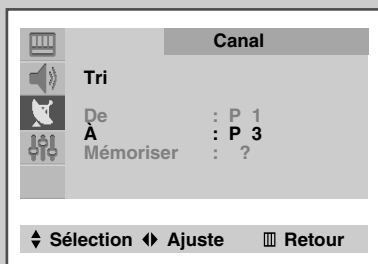 Canal
Tri
De : P 1
À : P 3
Mémoriser : ?
Sélection Ajuste Retour